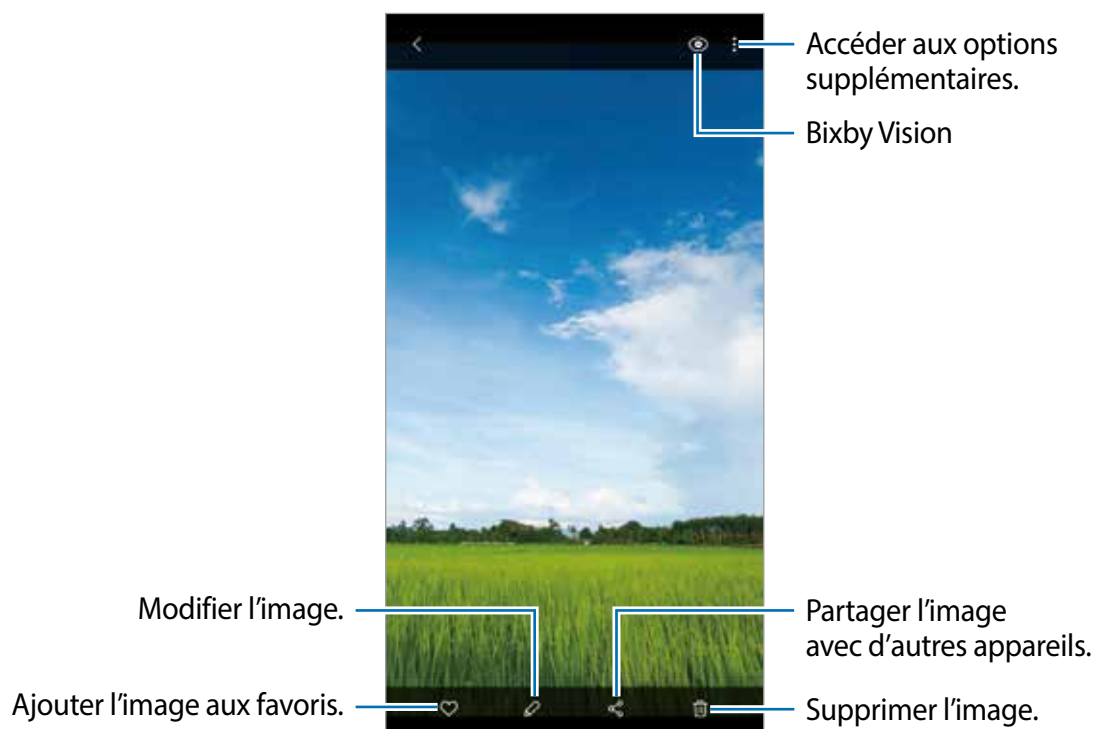 Accéder aux options
supplémentaires.
Bixby Vision
Modifier l'image.
Partager l'image
avec d'autres appareils.
Ajouter l'image aux favoris.
Supprimer l'image.